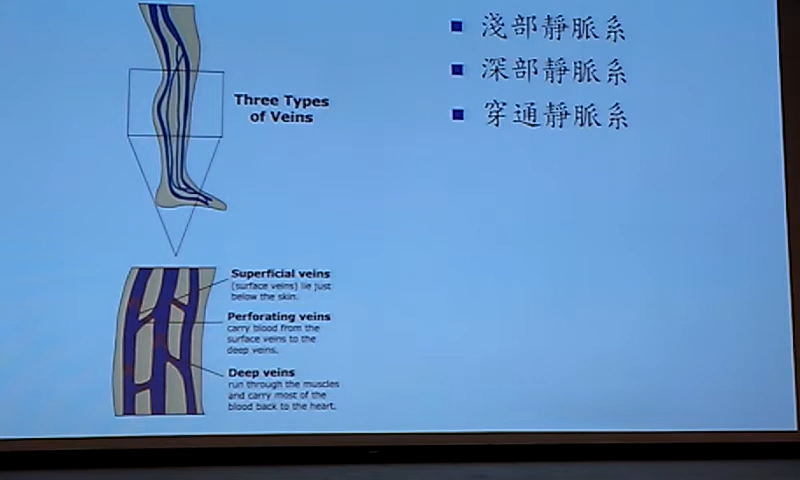 淺部靜脈系
深部靜脈系
穿通靜脈系
Three Types
of Veins
Superficial veins
(surface veins) lie just
below the skin.
Perforating veins
carry blood from the
surface veins to the
deep veins.
Deep veins
run through the muscles
and carry most of the
blood back to the heart.